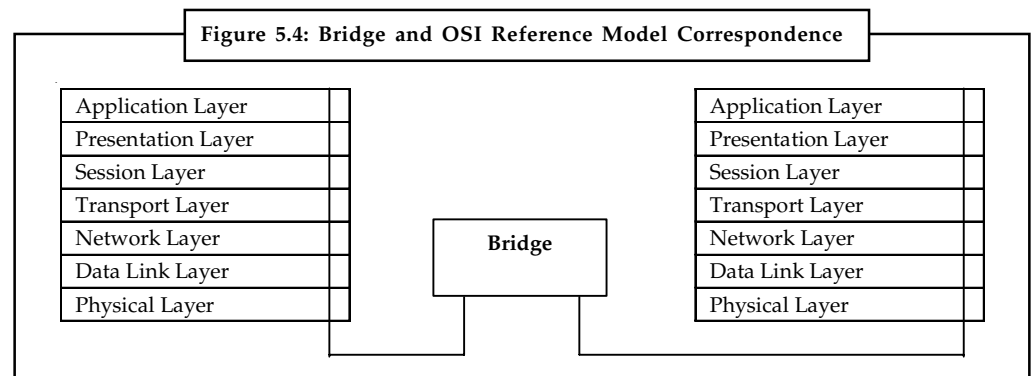 Figure 5.4: Bridge and OSI Reference Model Correspondence
Application Layer
Presentation Layer
Session Layer
Transport Layer
Network Layer
Data Link Layer
Physical Layer
Bridge
Application Layer
Presentation Layer
Session Layer
Transport Layer
Network Layer
Data Link Layer
Physical Layer